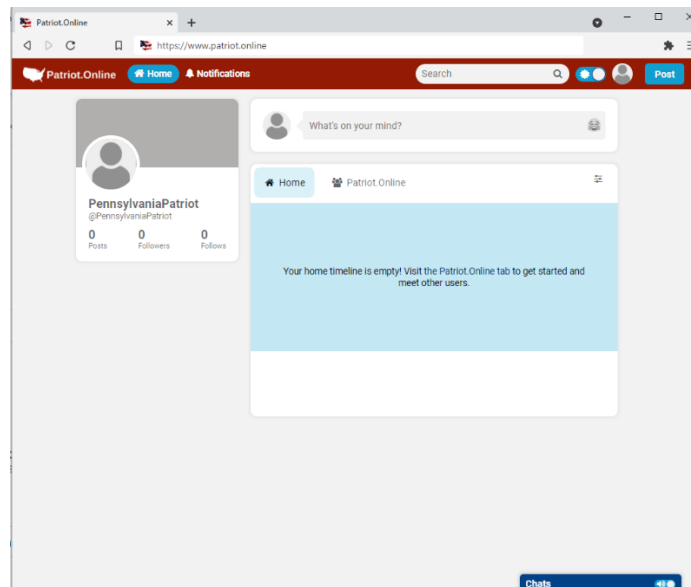 Patriot.Online
https://www.patriot.online
Patriot.Online Home Notifications Search Post
What's on your mind?
Home Patriot.Online
PennsylvaniaPatriot
@PennsylvaniaPatriot
0 0 0
Posts Followers Follows
Your home timeline is empty! Visit the Patriot.Online tab to get started and
meet other users.
Chats